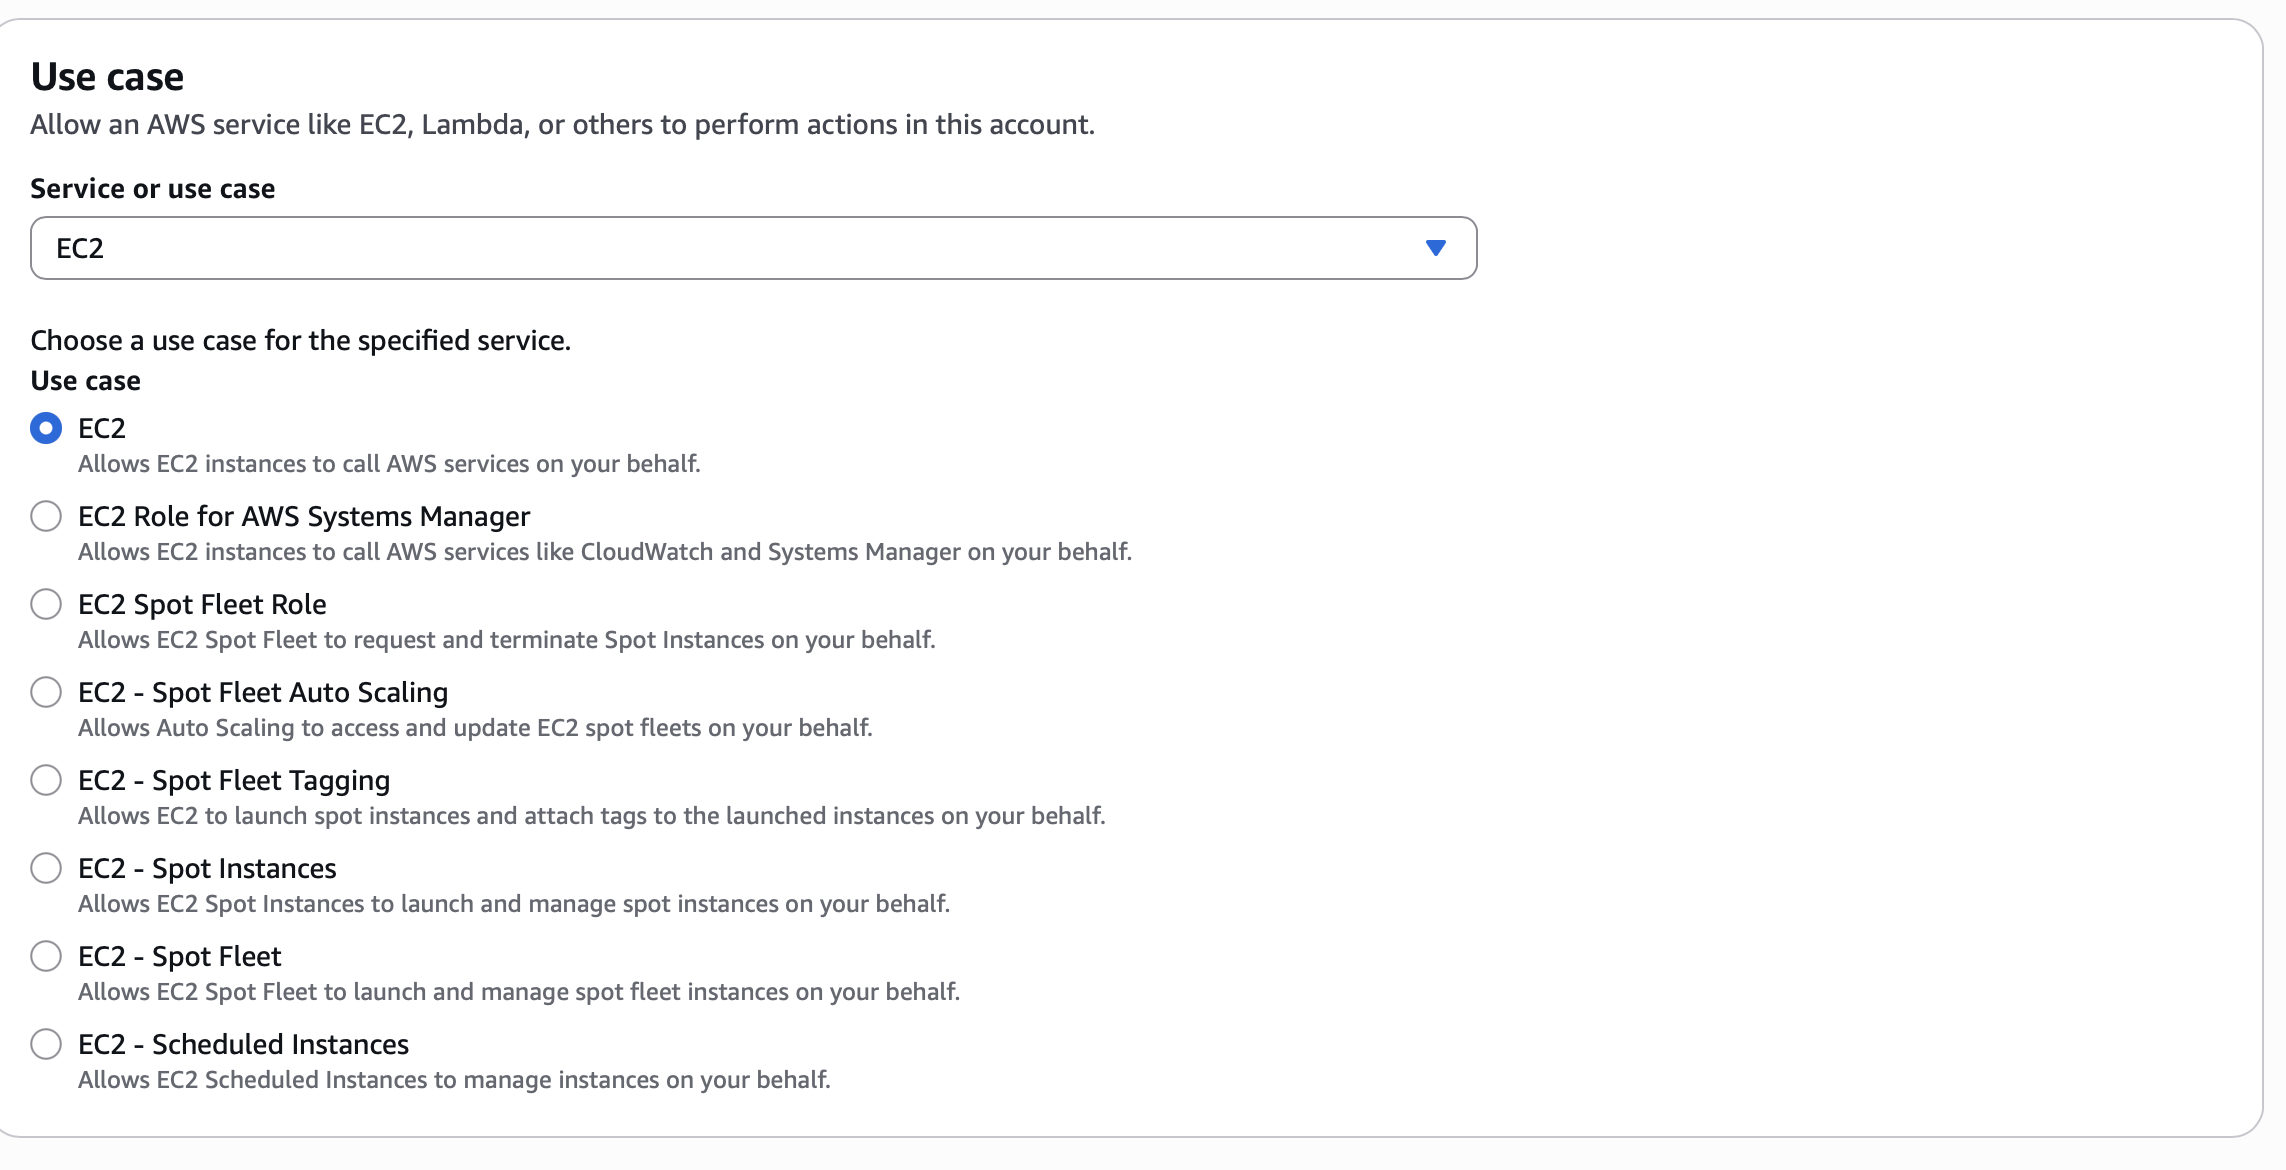 Use case
Allow an AWS service like EC2, Lambda, or others to perform actions in this account.
Service or use case
EC2
Choose a use case for the specified service.
Use case
EC2
Allows EC2 instances to call AWS services on your behalf.
EC2 Role for AWS Systems Manager
Allows EC2 instances to call AWS services like CloudWatch and Systems Manager on your behalf.
EC2 Spot Fleet Role
Allows EC2 Spot Fleet to request and terminate Spot Instances on your behalf.
EC2 - Spot Fleet Auto Scaling
Allows Auto Scaling to access and update EC2 spot fleets on your behalf.
EC2 - Spot Fleet Tagging
Allows EC2 to launch spot instances and attach tags to the launched instances on your behalf.
EC2 - Spot Instances
Allows EC2 Spot Instances to launch and manage spot instances on your behalf.
EC2 - Spot Fleet
Allows EC2 Spot Fleet to launch and manage spot fleet instances on your behalf.
EC2 - Scheduled Instances
Allows EC2 Scheduled Instances to manage instances on your behalf.